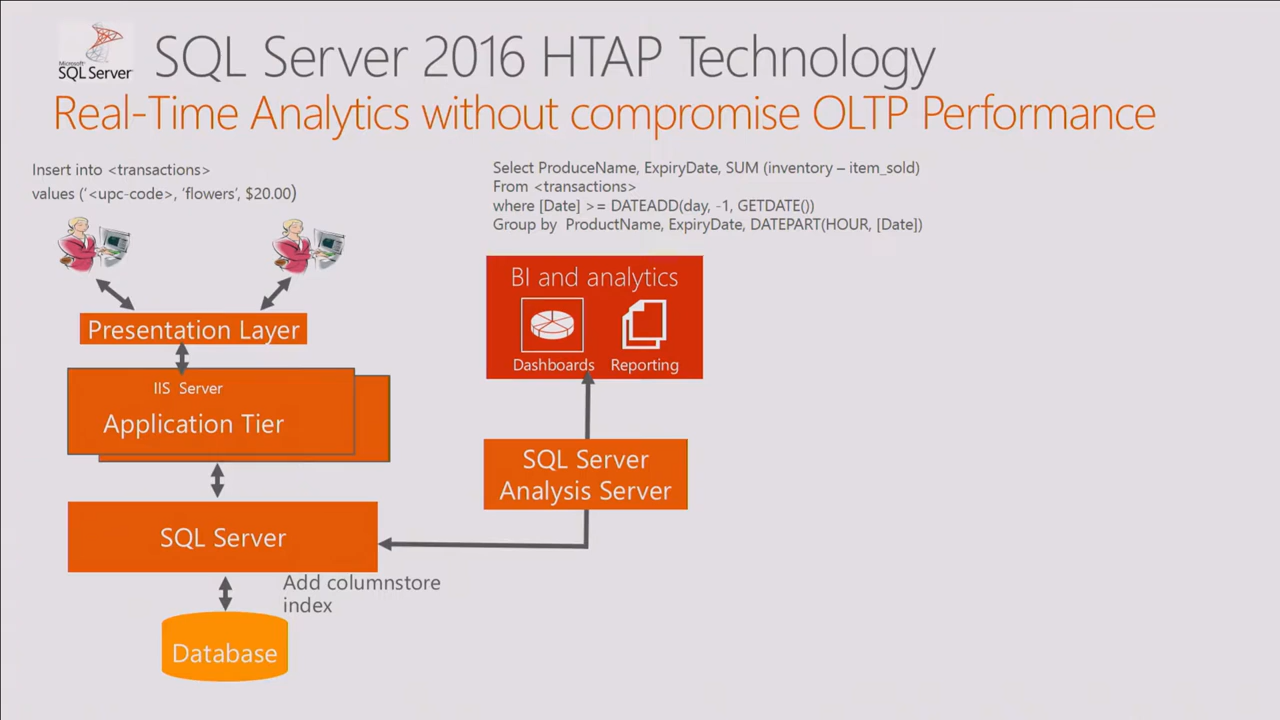 Microsoft
SQL Server
SQL Server 2016 HTAP Technology
Real-Time Analytics without compromise OLTP Performance
Insert into <transactions>
values ('<upc-code>, 'flowers', $20.00)
Select ProduceName, ExpiryDate, SUM (inventory – item_sold)
From <transactions>
where [Date] >= DATEADD(day, -1, GETDATE())
Group by ProductName, ExpiryDate, DATEPART(HOUR, [Date])
BI and analytics
Dashboards
Reporting
Presentation Layer
IIS Server
Application Tier
SQL Server
Analysis Server
SQL Server
Add columnstore
index
Database